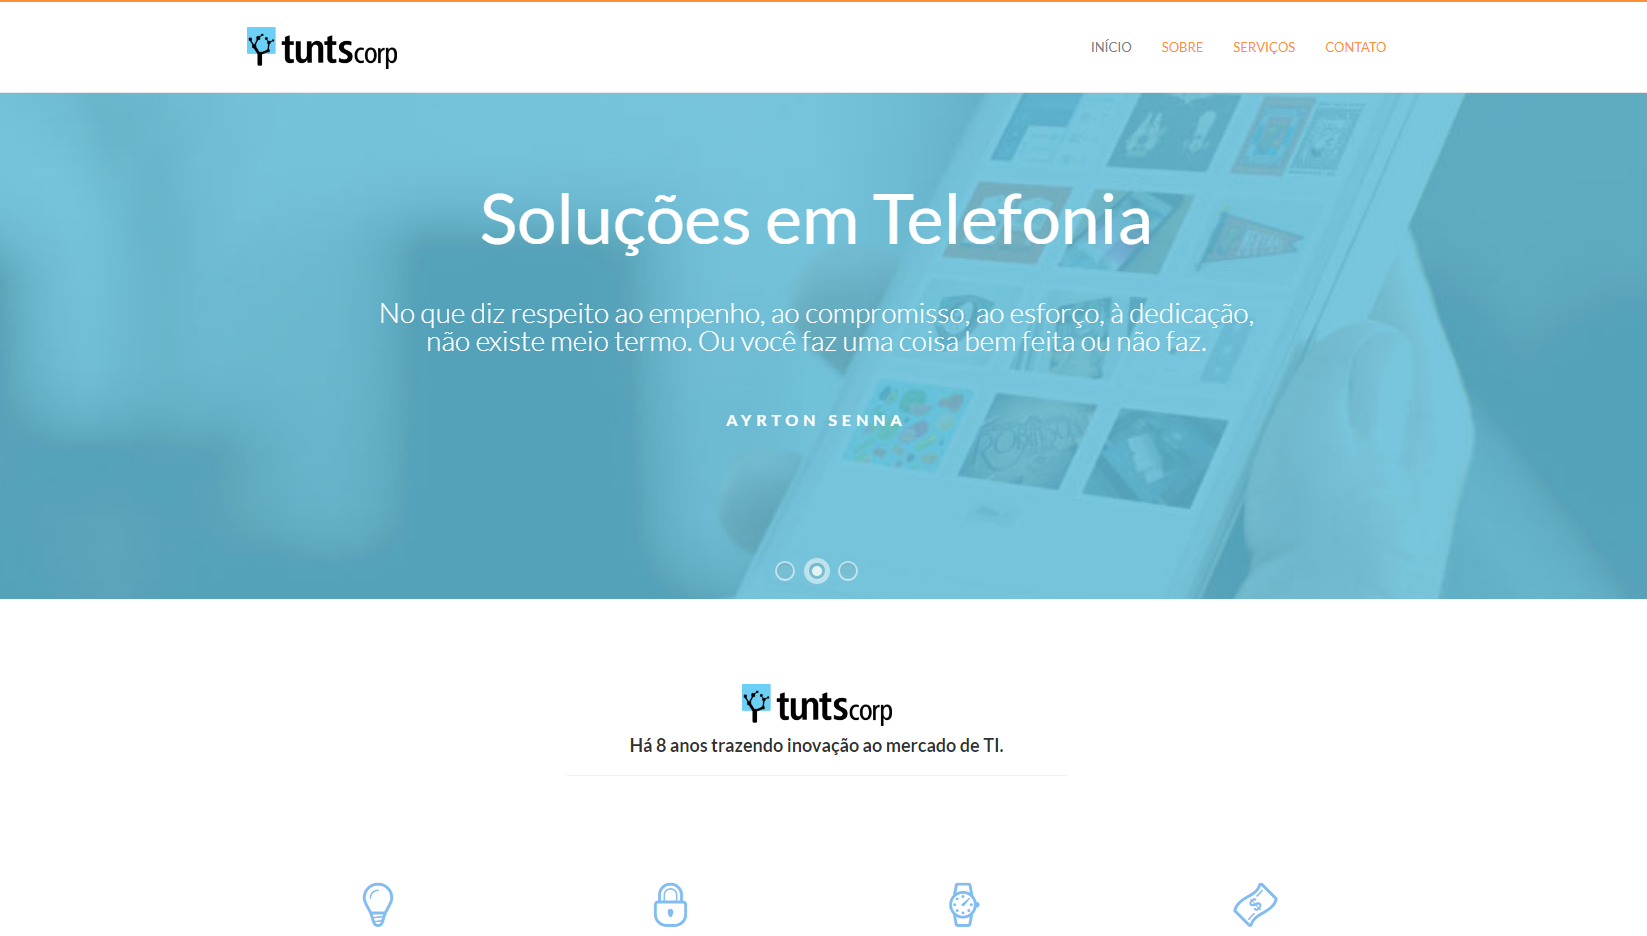 tuntscorp
INÍCIO SOBRE SERVIÇOS CONTATO
Soluções em Telefonia
No que diz respeito ao empenho, ao compromisso, ao esforço, à dedicação,
não existe meio termo. Ou você faz uma coisa bem feita ou não faz.
AYRTON SENNA
tuntscorp
Há 8 anos trazendo inovação ao mercado de TI.